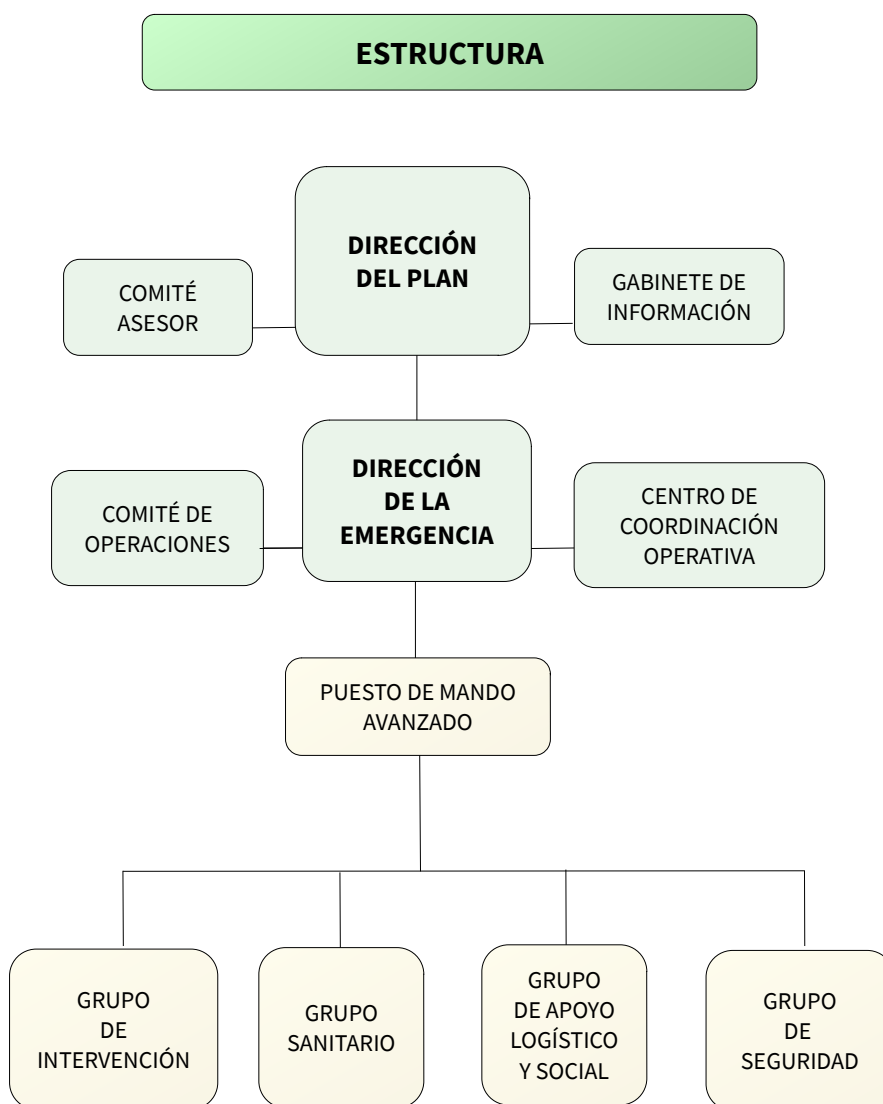 ESTRUCTURA
DIRECCIÓN
DEL PLAN
COMITÉ
ASESOR
GABINETE DE
INFORMACIÓN
DIRECCIÓN
DE LA
EMERGENCIA
COMITÉ DE
OPERACIONES
CENTRO DE
COORDINACIÓN
OPERATIVA
PUESTO DE MANDO
AVANZADO
GRUPO
DE
INTERVENCIÓN
GRUPO
SANITARIO
GRUPO
DE APOYO
LOGÍSTICO
Y SOCIAL
GRUPO
DE
SEGURIDAD